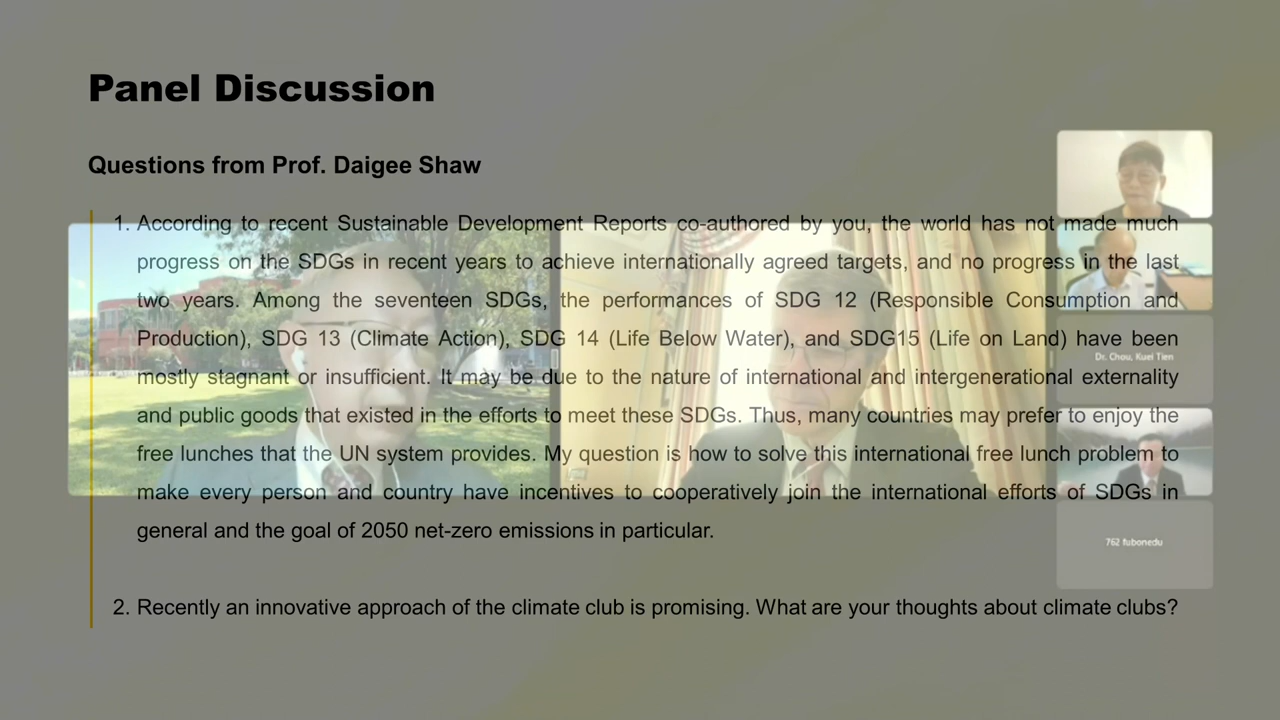 Panel Discussion
Questions from Prof. Daigee Shaw
1. According to recent Sustainable Development Reports co-authored by you, the world has not made much
progress on the SDGs in recent years to achieve internationally agreed targets, and no progress in the last
two years. Among the seventeen SDGs, the performances of SDG 12 (Responsible Consumption and
Production), SDG 13 (Climate Action), SDG 14 (Life Below Water), and SDG15 (Life on Land) have been
mostly stagnant or insufficient. It may be due to the nature of international and intergenerational externality
and public goods that existed in the efforts to meet these SDGs. Thus, many countries may prefer to enjoy the
free lunches that the UN system provides. My question is how to solve this international free lunch problem to
make every person and country have incentives to cooperatively join the international efforts of SDGs in
general and the goal of 2050 net-zero emissions in particular.
2. Recently an innovative approach of the climate club is promising. What are your thoughts about climate clubs?
Dr. Chou, Kuei Tien
762 fubonedu